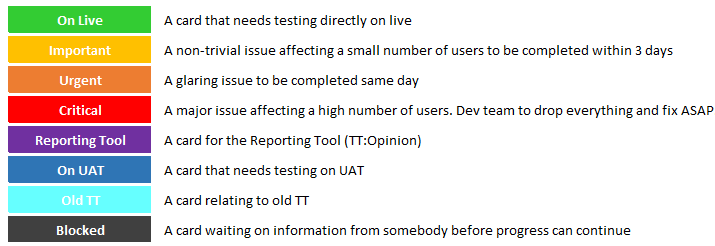 On Live A card that needs testing directly on live
Important A non-trivial issue affecting a small number of users to be completed within 3 days
Urgent A glaring issue to be completed same day
Critical A major issue affecting a high number of users. Dev team to drop everything and fix ASAP
Reporting Tool A card for the Reporting Tool (TT:Opinion)
On UAT A card that needs testing on UAT
Old TT A card relating to old TT
Blocked A card waiting on information from somebody before progress can continue